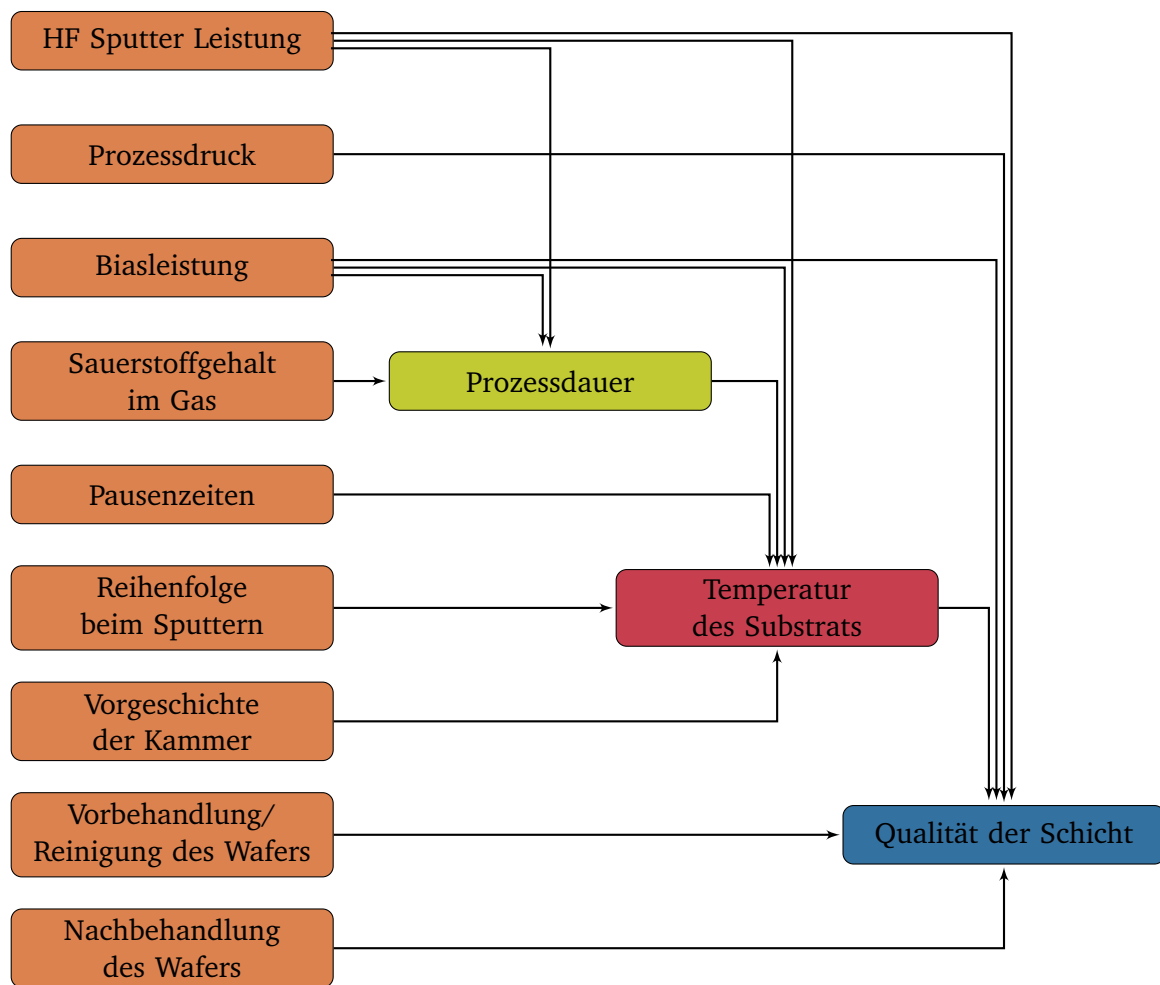 HF Sputter Leistung
Prozessdruck
Biasleistung
Sauerstoffgehalt
im Gas
Prozessdauer
Pausenzeiten
Reihenfolge
beim Sputtern
Temperatur
des Substrats
Vorgeschichte
der Kammer
Vorbehandlung/
Reinigung des Wafers
Qualität der Schicht
Nachbehandlung
des Wafers